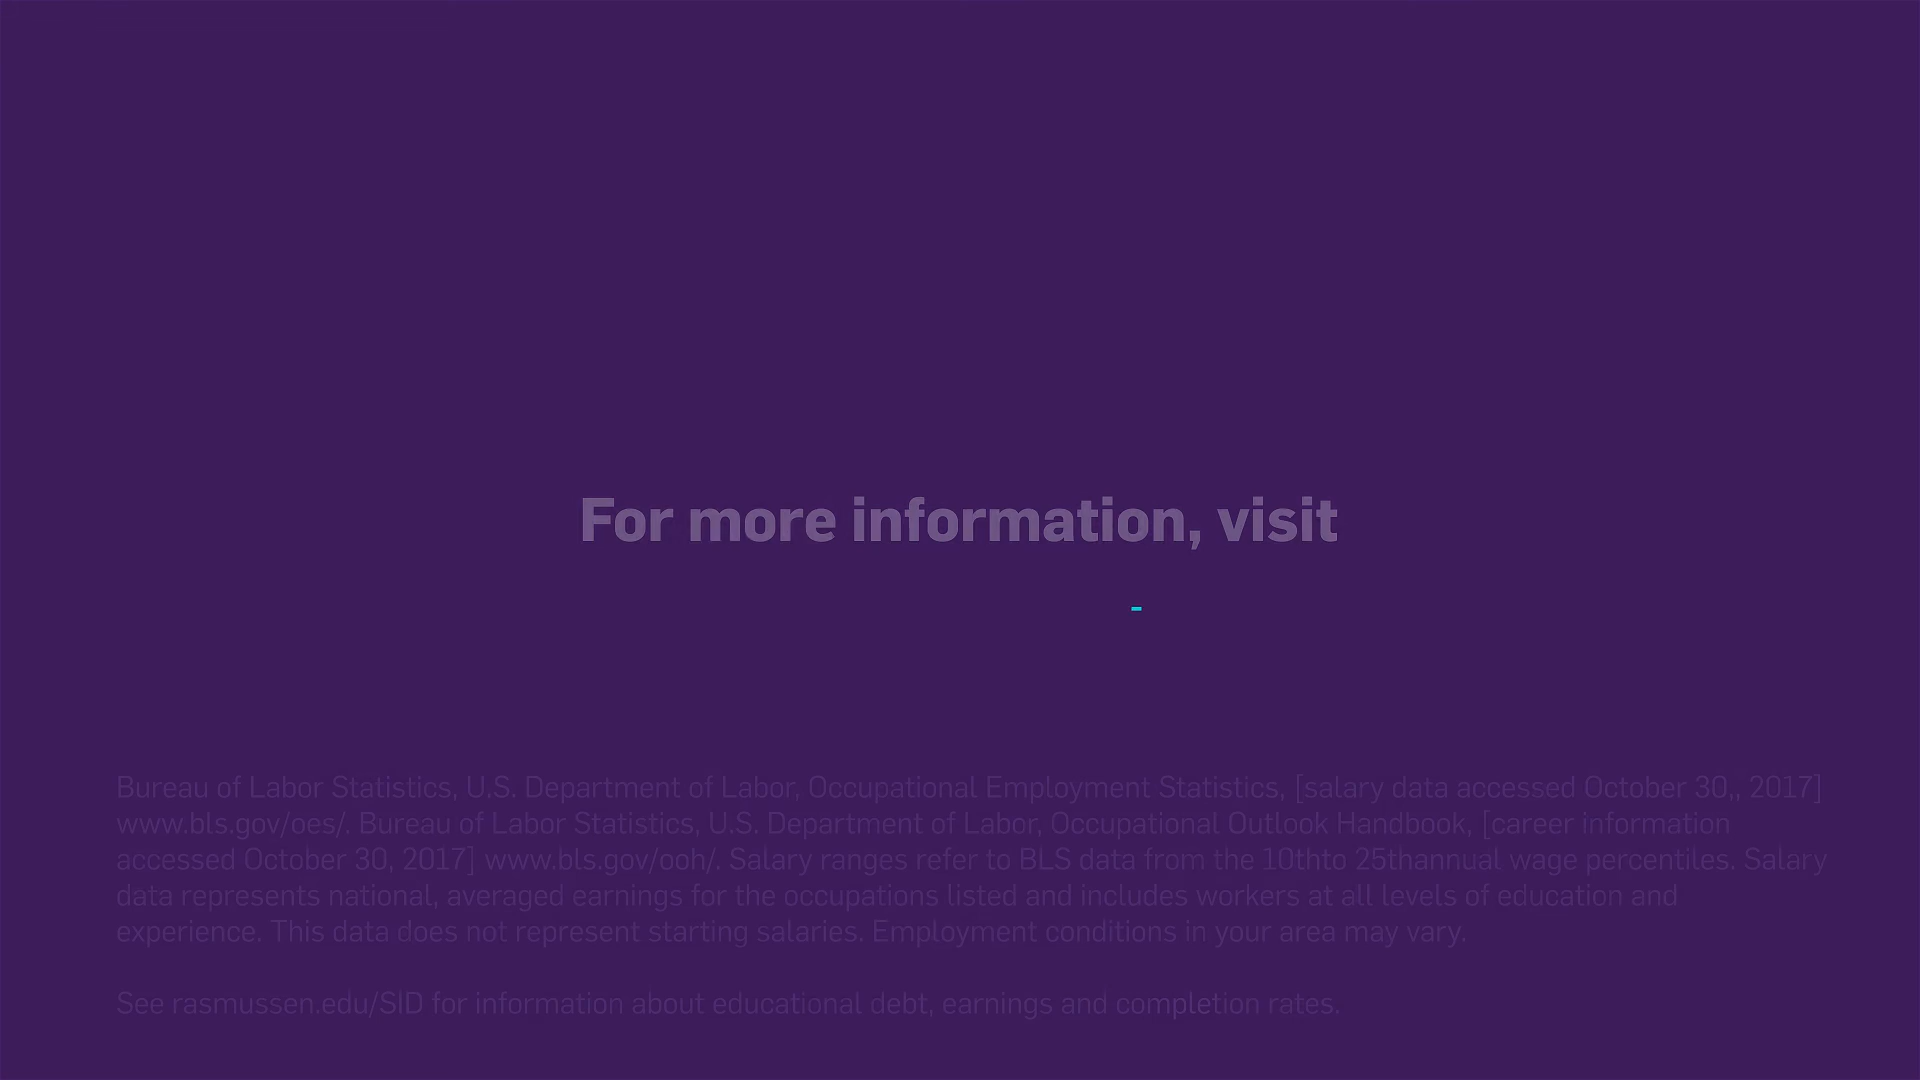 For more information, visit
Bureau of Labor Statistics, U.S. Department of Labor, Occupational Employment Statistics, [salary data accessed October 30,, 2017]
www.bls.gov/oes/. Bureau of Labor Statistics, U.S. Department of Labor, Occupational Outlook Handbook, [career information
accessed October 30, 2017] www.bls.gov/ooh/. Salary ranges refer to BLS data from the 10thto 25thannual wage percentiles. Salary
data represents national, averaged earnings for the occupations listed and includes workers at all levels of education and
experience. This data does not represent starting salaries. Employment conditions in your area may vary.
See rasmussen.edu/SID for information about educational debt, earnings and completion rates.